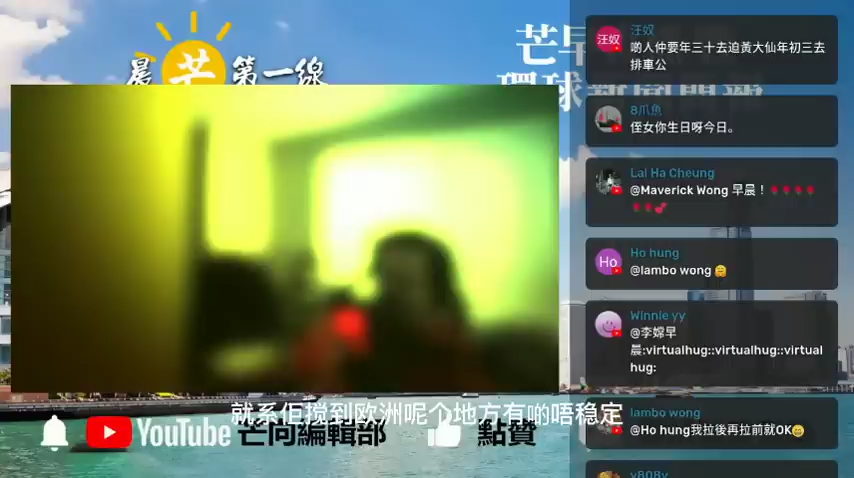 晨芒第一線
汪奴
啲人仲要年三十去追黃大仙年初三去
排車公
8爪魚
侄女你生日呀今日。
Lai Ha Cheung
@Maverick Wong 早晨！
Ho
Ho hung
@lambo wong
Winnie yy
@李嫦早
晨:virtualhug::virtualhug::virtual
hug:
lambo wong
@Ho hung我拉後再拉前就OK
y808y
就系佢搅到欧洲呢个地方有啲唔稳定
YouTube 芒向編輯部 點贊